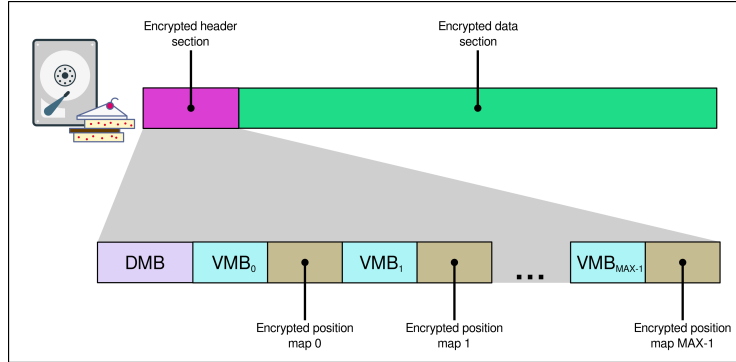 Encrypted header
section
Encrypted data
section
DMB
VMB₀
VMB₁
...
VMB_MAX-1
Encrypted position
map 0
Encrypted position
map 1
Encrypted position
map MAX-1